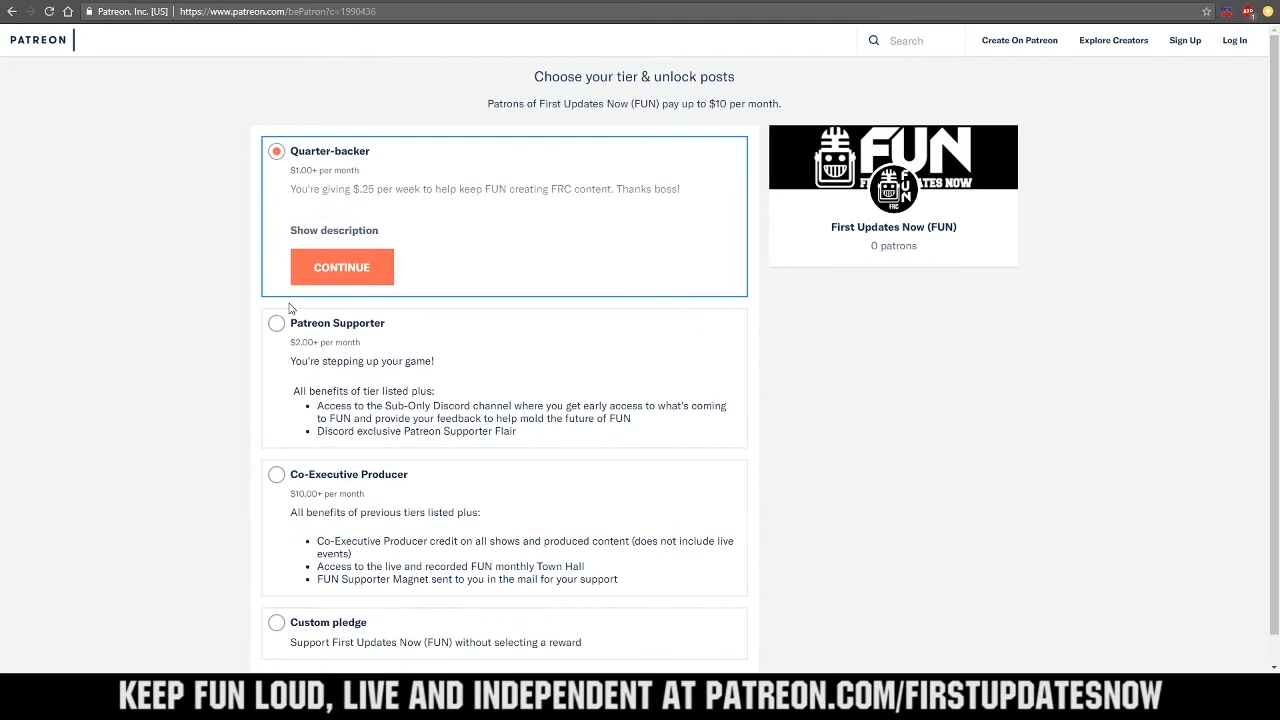 Patreon, Inc. [US] | https://www.patreon.com/bePatron?c=1990436
PATREON
Search
Create On Patreon
Explore Creators
Sign Up
Log In
Choose your tier & unlock posts
Patrons of First Updates Now (FUN) pay up to $10 per month.
Quarter-backer
$1.00+ per month
You're giving $.25 per week to help keep FUN creating FRC content. Thanks boss!
Show description
CONTINUE
Patreon Supporter
$2.00+ per month
You're stepping up your game!
All benefits of tier listed plus:
• Access to the Sub-Only Discord channel where you get early access to what's coming
to FUN and provide your feedback to help mold the future of FUN
• Discord exclusive Patreon Supporter Flair
Co-Executive Producer
$10.00+ per month
All benefits of previous tiers listed plus:
• Co-Executive Producer credit on all shows and produced content (does not include live
events)
• Access to the live and recorded FUN monthly Town Hall
• FUN Supporter Magnet sent to you in the mail for your support
Custom pledge
Support First Updates Now (FUN) without selecting a reward
FUN
FUN
FRC
First Updates Now (FUN)
0 patrons
KEEP FUN LOUD, LIVE AND INDEPENDENT AT PATREON.COM/FIRSTUPDATESNOW